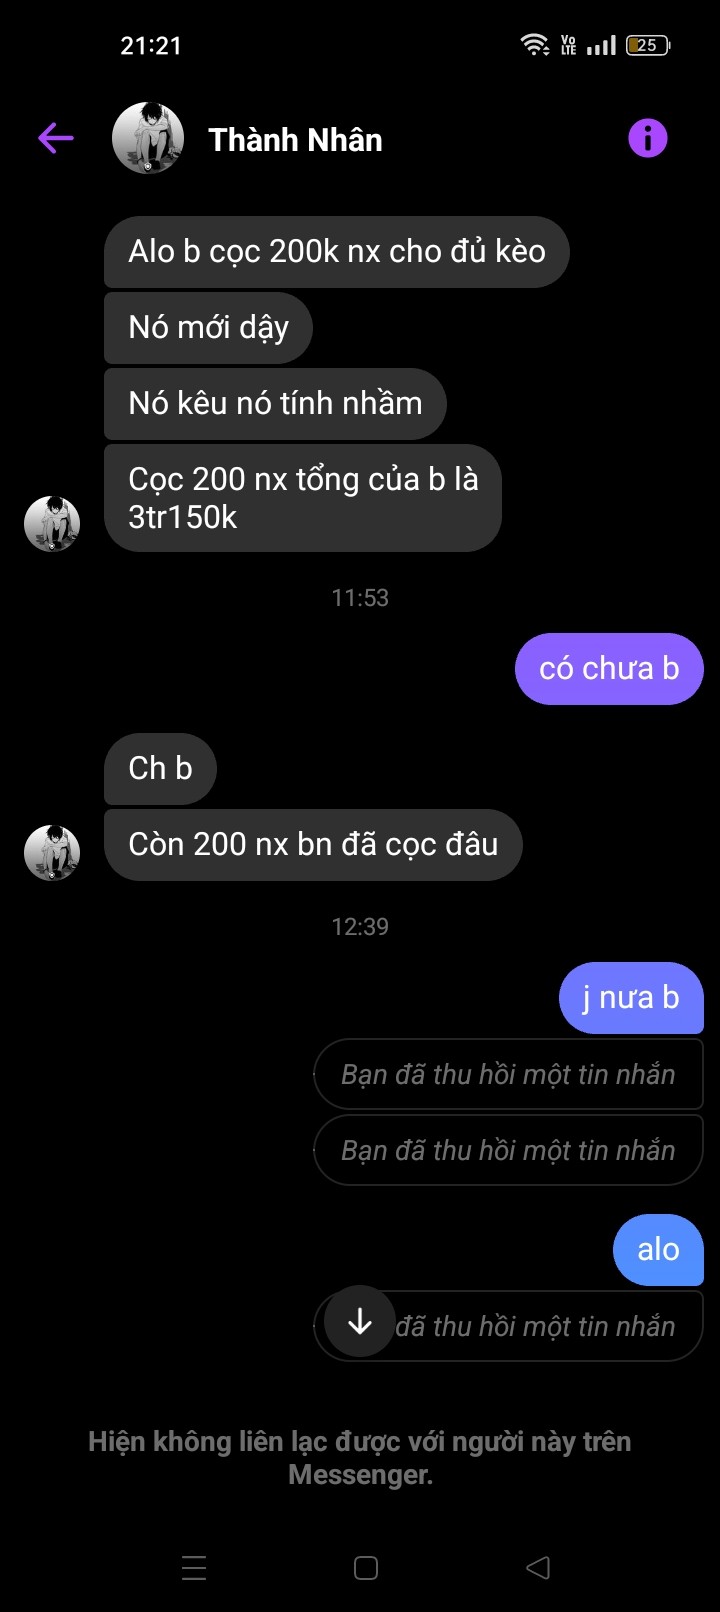 21:21
Vo
LTE
25
Thành Nhân
Alo b cọc 200k nx cho đủ kèo
Nó mới dậy
Nó kêu nó tính nhầm
Cọc 200 nx tổng của b là
3tr150k
11:53
có chưa b
Ch b
Còn 200 nx bn đã cọc đâu
12:39
j nưa b
Bạn đã thu hồi một tin nhắn
Bạn đã thu hồi một tin nhắn
alo
đã thu hồi một tin nhắn
Hiện không liên lạc được với người này trên
Messenger.